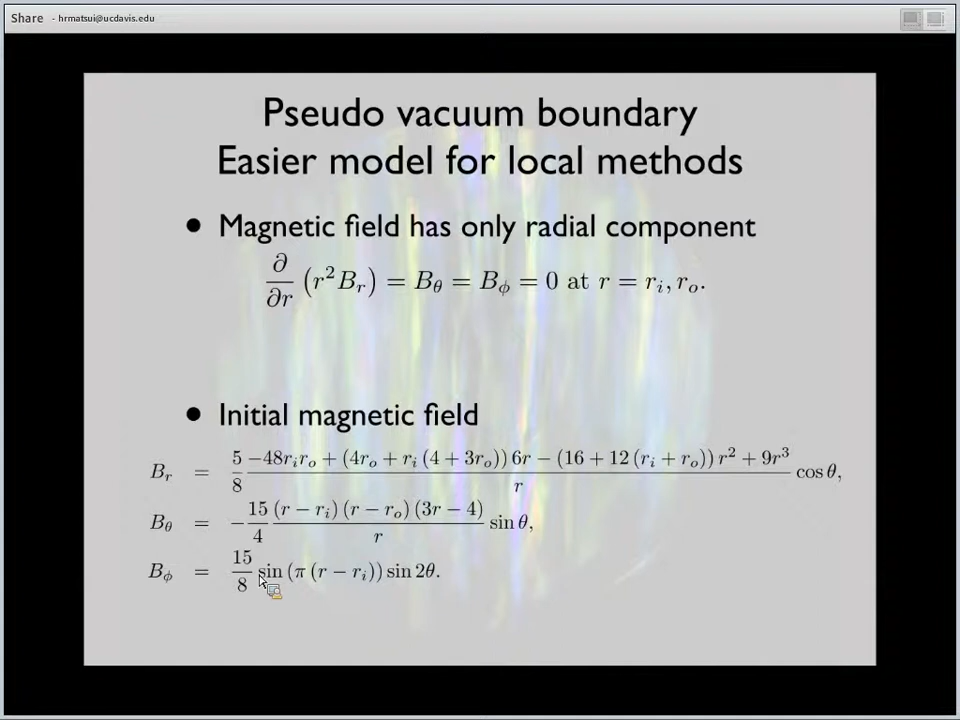 Share - hrmatsui@ucdavis.edu
Pseudo vacuum boundary
Easier model for local methods
• Magnetic field has only radial component
∂/∂r (r²B_r) = B_θ = B_ϕ = 0 at r = r_i, r_o.
• Initial magnetic field
B_r = 5/8 (−48r_i r_o + (4r_o + r_i (4 + 3r_o)) 6r − (16 + 12 (r_i + r_o)) r² + 9r³)/r cos θ,
B_θ = −15/4 ((r − r_i) (r − r_o) (3r − 4))/r sin θ,
B_ϕ = 15/8 sin (π (r − r_i)) sin 2θ.